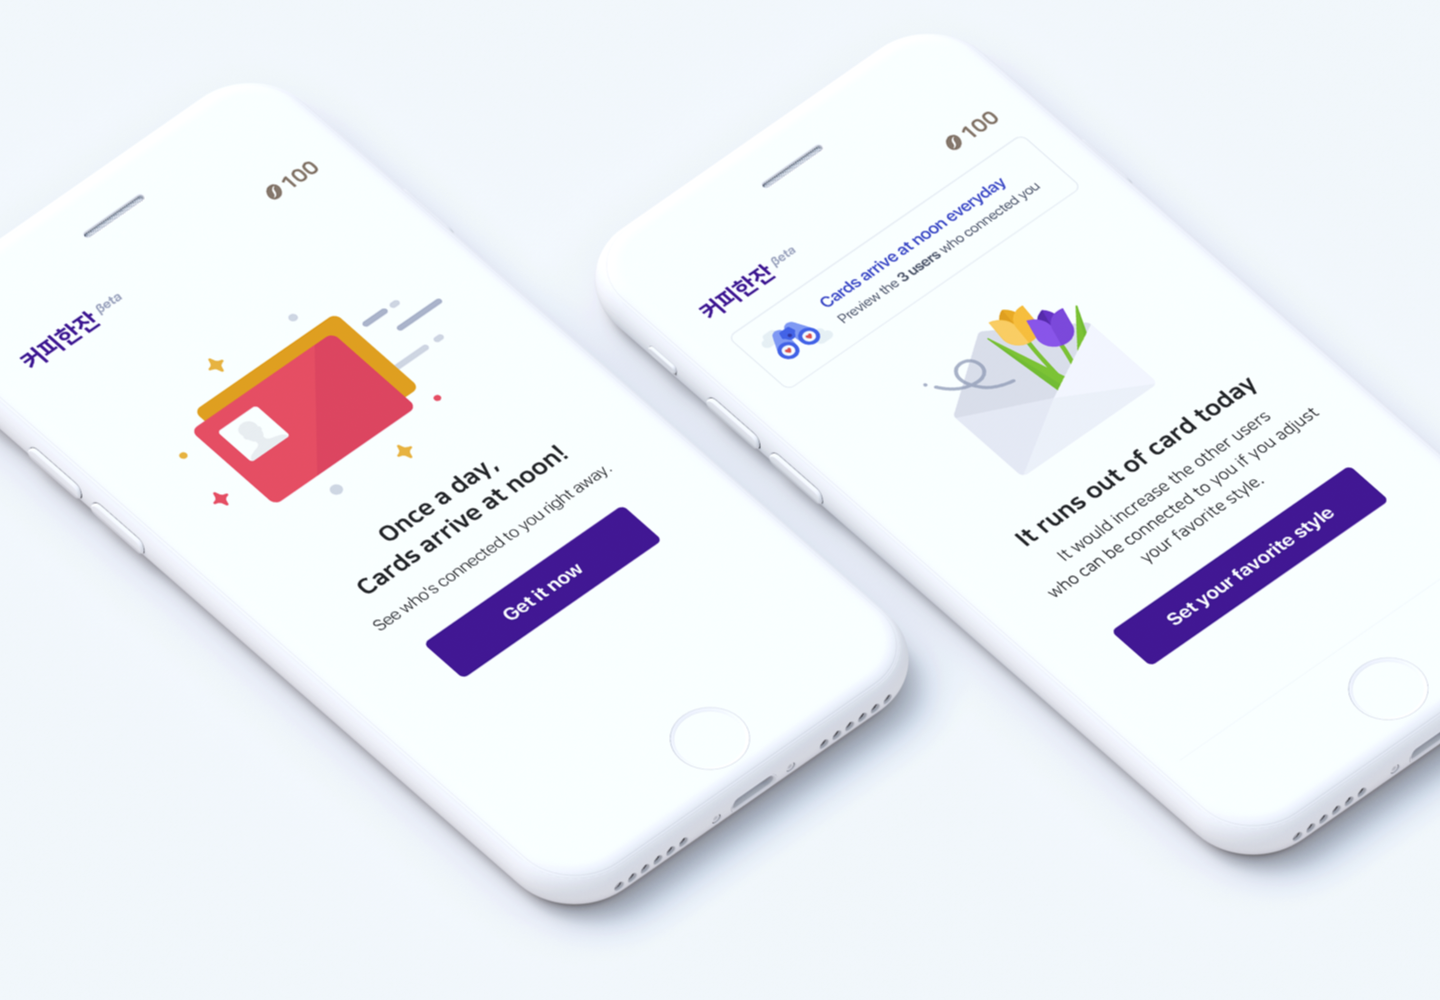 100
커피한잔 βeta
Once a day,
Cards arrive at noon!
See who's connected to you right away.
Get it now
100
커피한잔 βeta
Cards arrive at noon everyday
Preview the 3 users who connected you
It runs out of card today
It would increase the other users
who can be connected to you if you adjust
your favorite style.
Set your favorite style